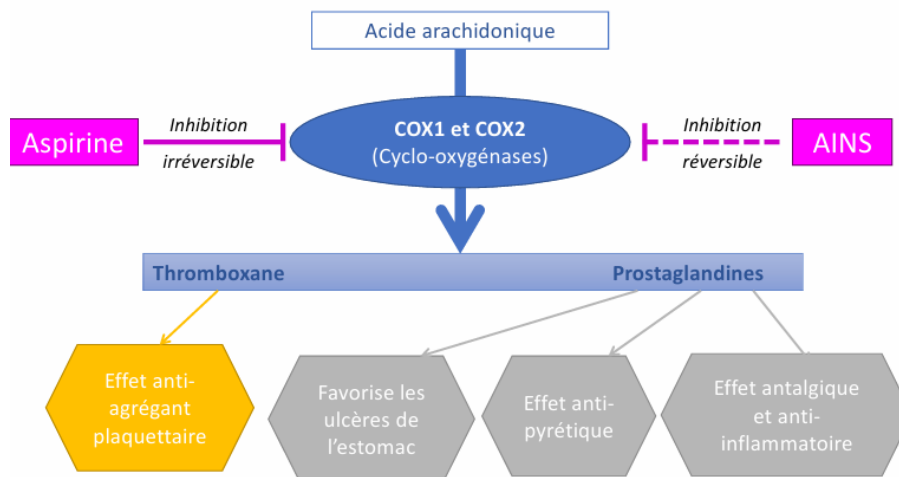 Acide arachidonique
Aspirine
Inhibition
irréversible
COX1 et COX2
(Cyclo-oxygénases)
Inhibition
réversible
AINS
Thromboxane
Prostaglandines
Effet anti-
agrégant
plaquettaire
Favorise les
ulcères de
l'estomac
Effet anti-
pyrétique
Effet antalgique
et anti-
inflammatoire